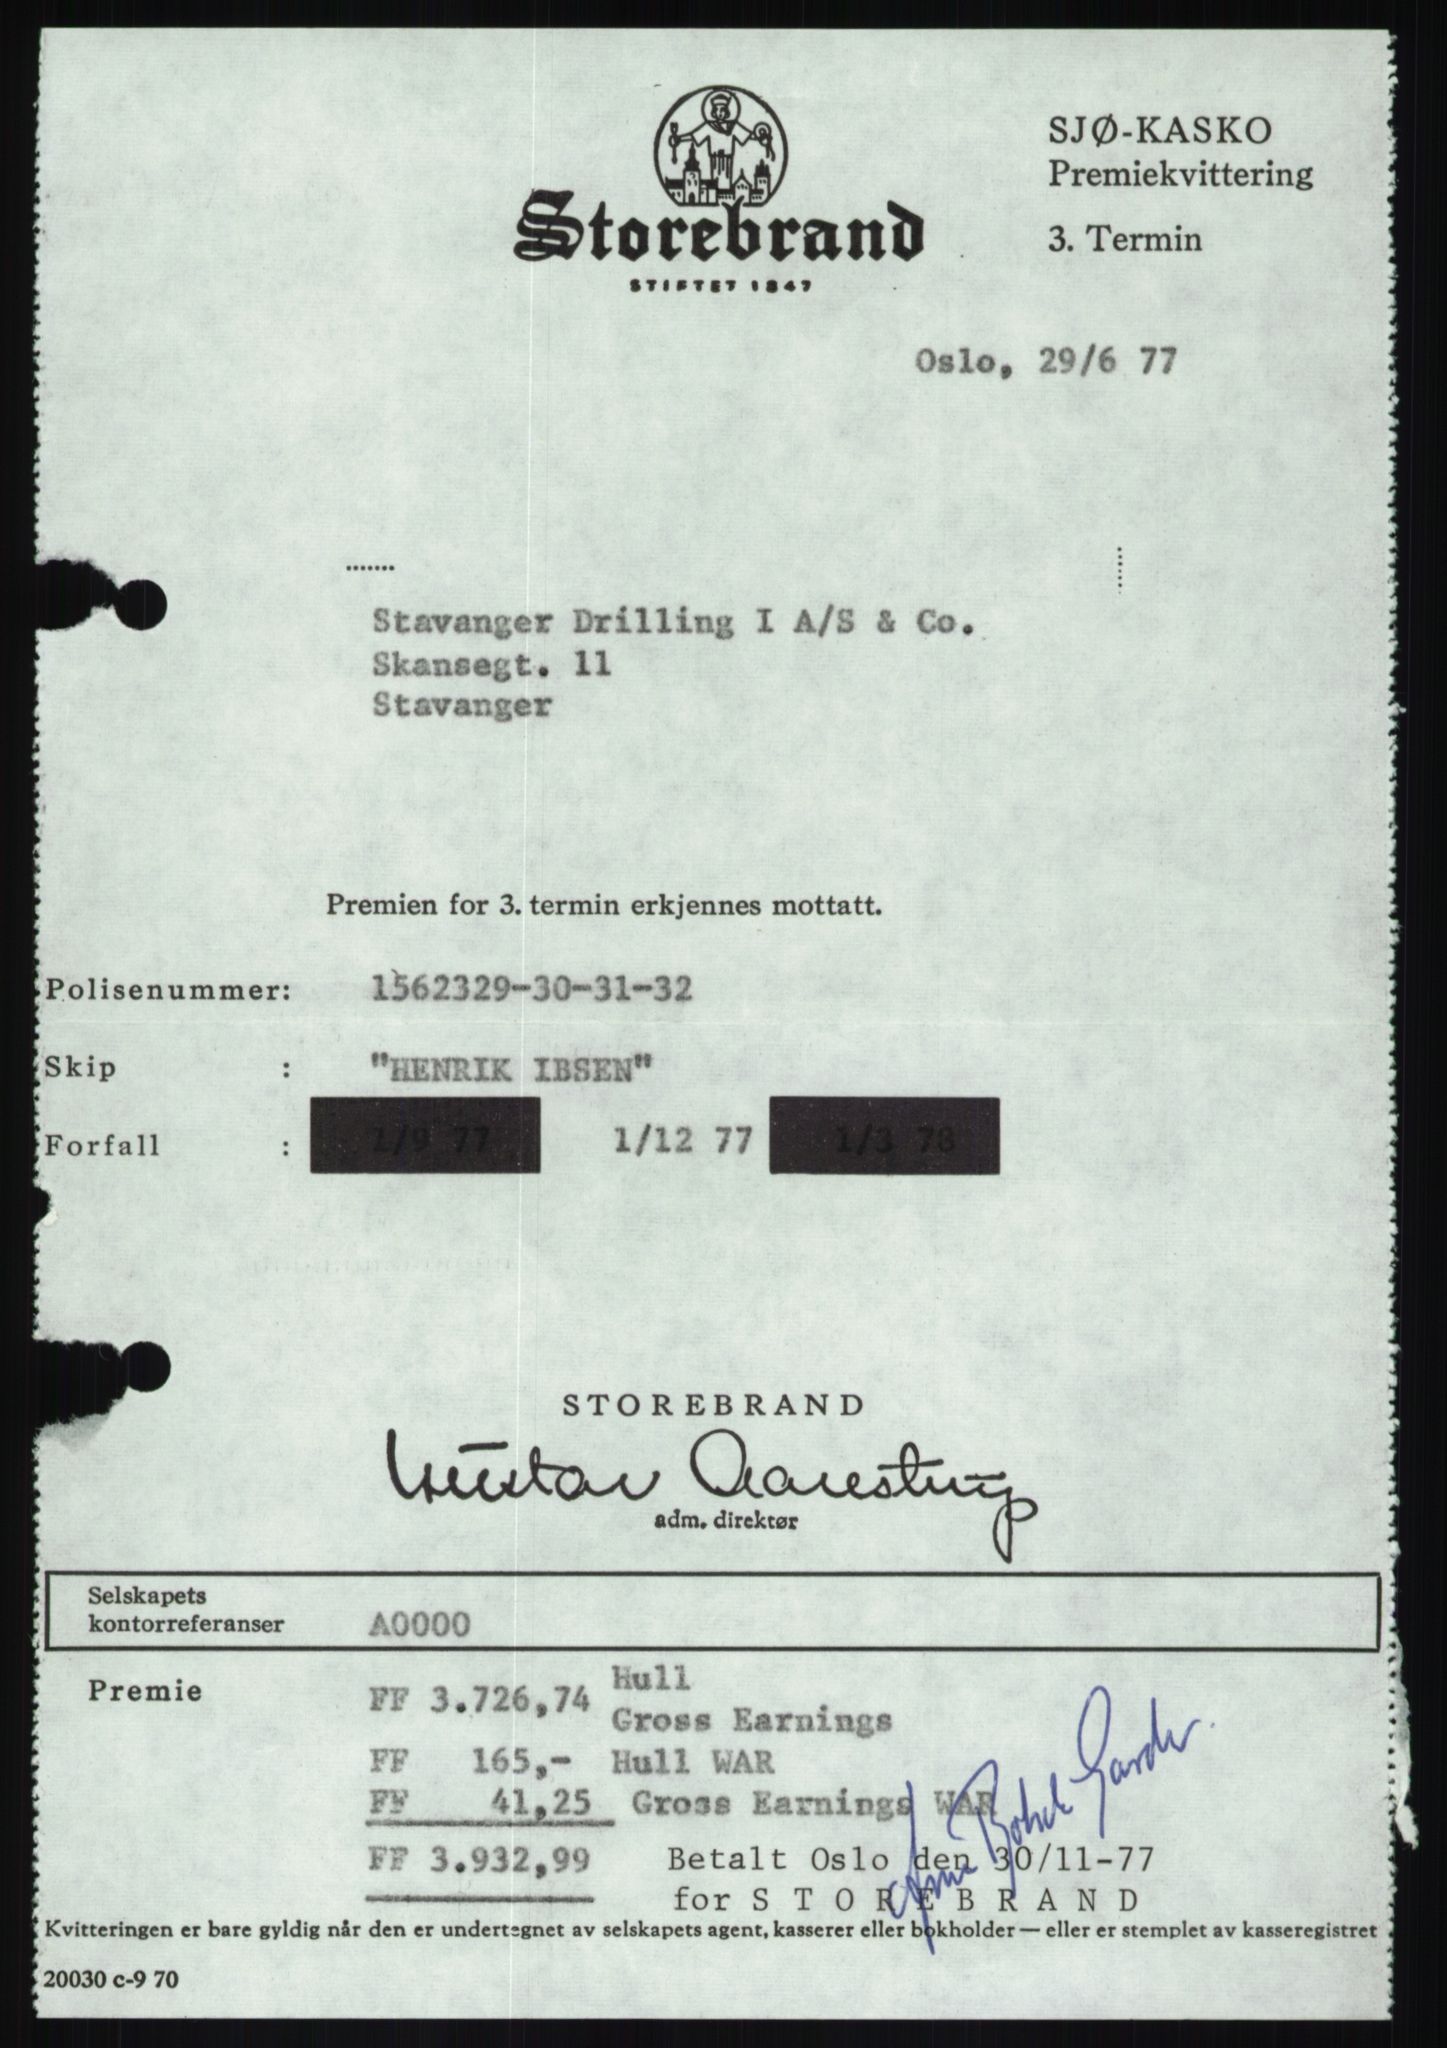 SJØ-KASKO
Premiekvittering
3. Termin
Storebrand
STIFTET 1847
Oslo, 29/6 77
Stavanger Drilling I A/S & Co.
Skansegt. 11
Stavanger
Premien for 3. termin erkjennes mottatt.
Polisenummer: 1562329-30-31-32
Skip : "HENRIK IBSEN"
Forfall : 1/9 77 1/12 77 1/3 78
STOREBRAND
Gustav Aarestrup
adm. direktør
Selskapets
kontorreferanser A0000
Premie FF 3.726,74 Hull
Gross Earnings
FF 165,- Hull WAR
FF 41,25 Gross Earnings WAR
FF 3.932,99 Betalt Oslo den 30/11-77
for S T O R E B R A N D
Kvitteringen er bare gyldig når den er undertegnet av selskapets agent, kasserer eller bokholder — eller er stemplet av kasseregistret
20030 c-9 70